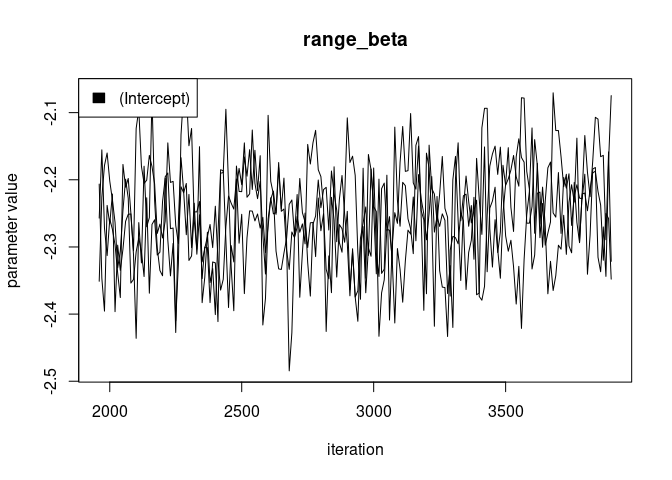 range_beta
(Intercept)
parameter value
-2.1
-2.2
-2.3
-2.4
-2.5
2000 2500 3000 3500
iteration